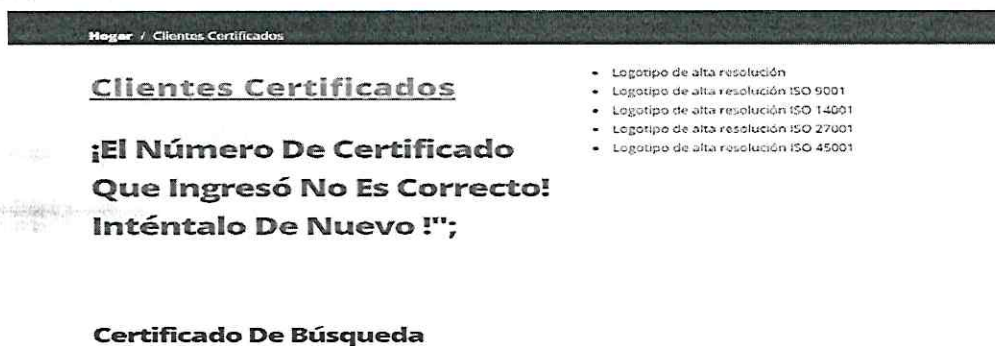 Hogar / Clientes Certificados
Clientes Certificados
¡El Número De Certificado
Que Ingresó No Es Correcto!
Inténtalo De Nuevo !";
• Logotipo de alta resolución
• Logotipo de alta resolución ISO 9001
• Logotipo de alta resolución ISO 14001
• Logotipo de alta resolución ISO 27001
• Logotipo de alta resolución ISO 45001
Certificado De Búsqueda